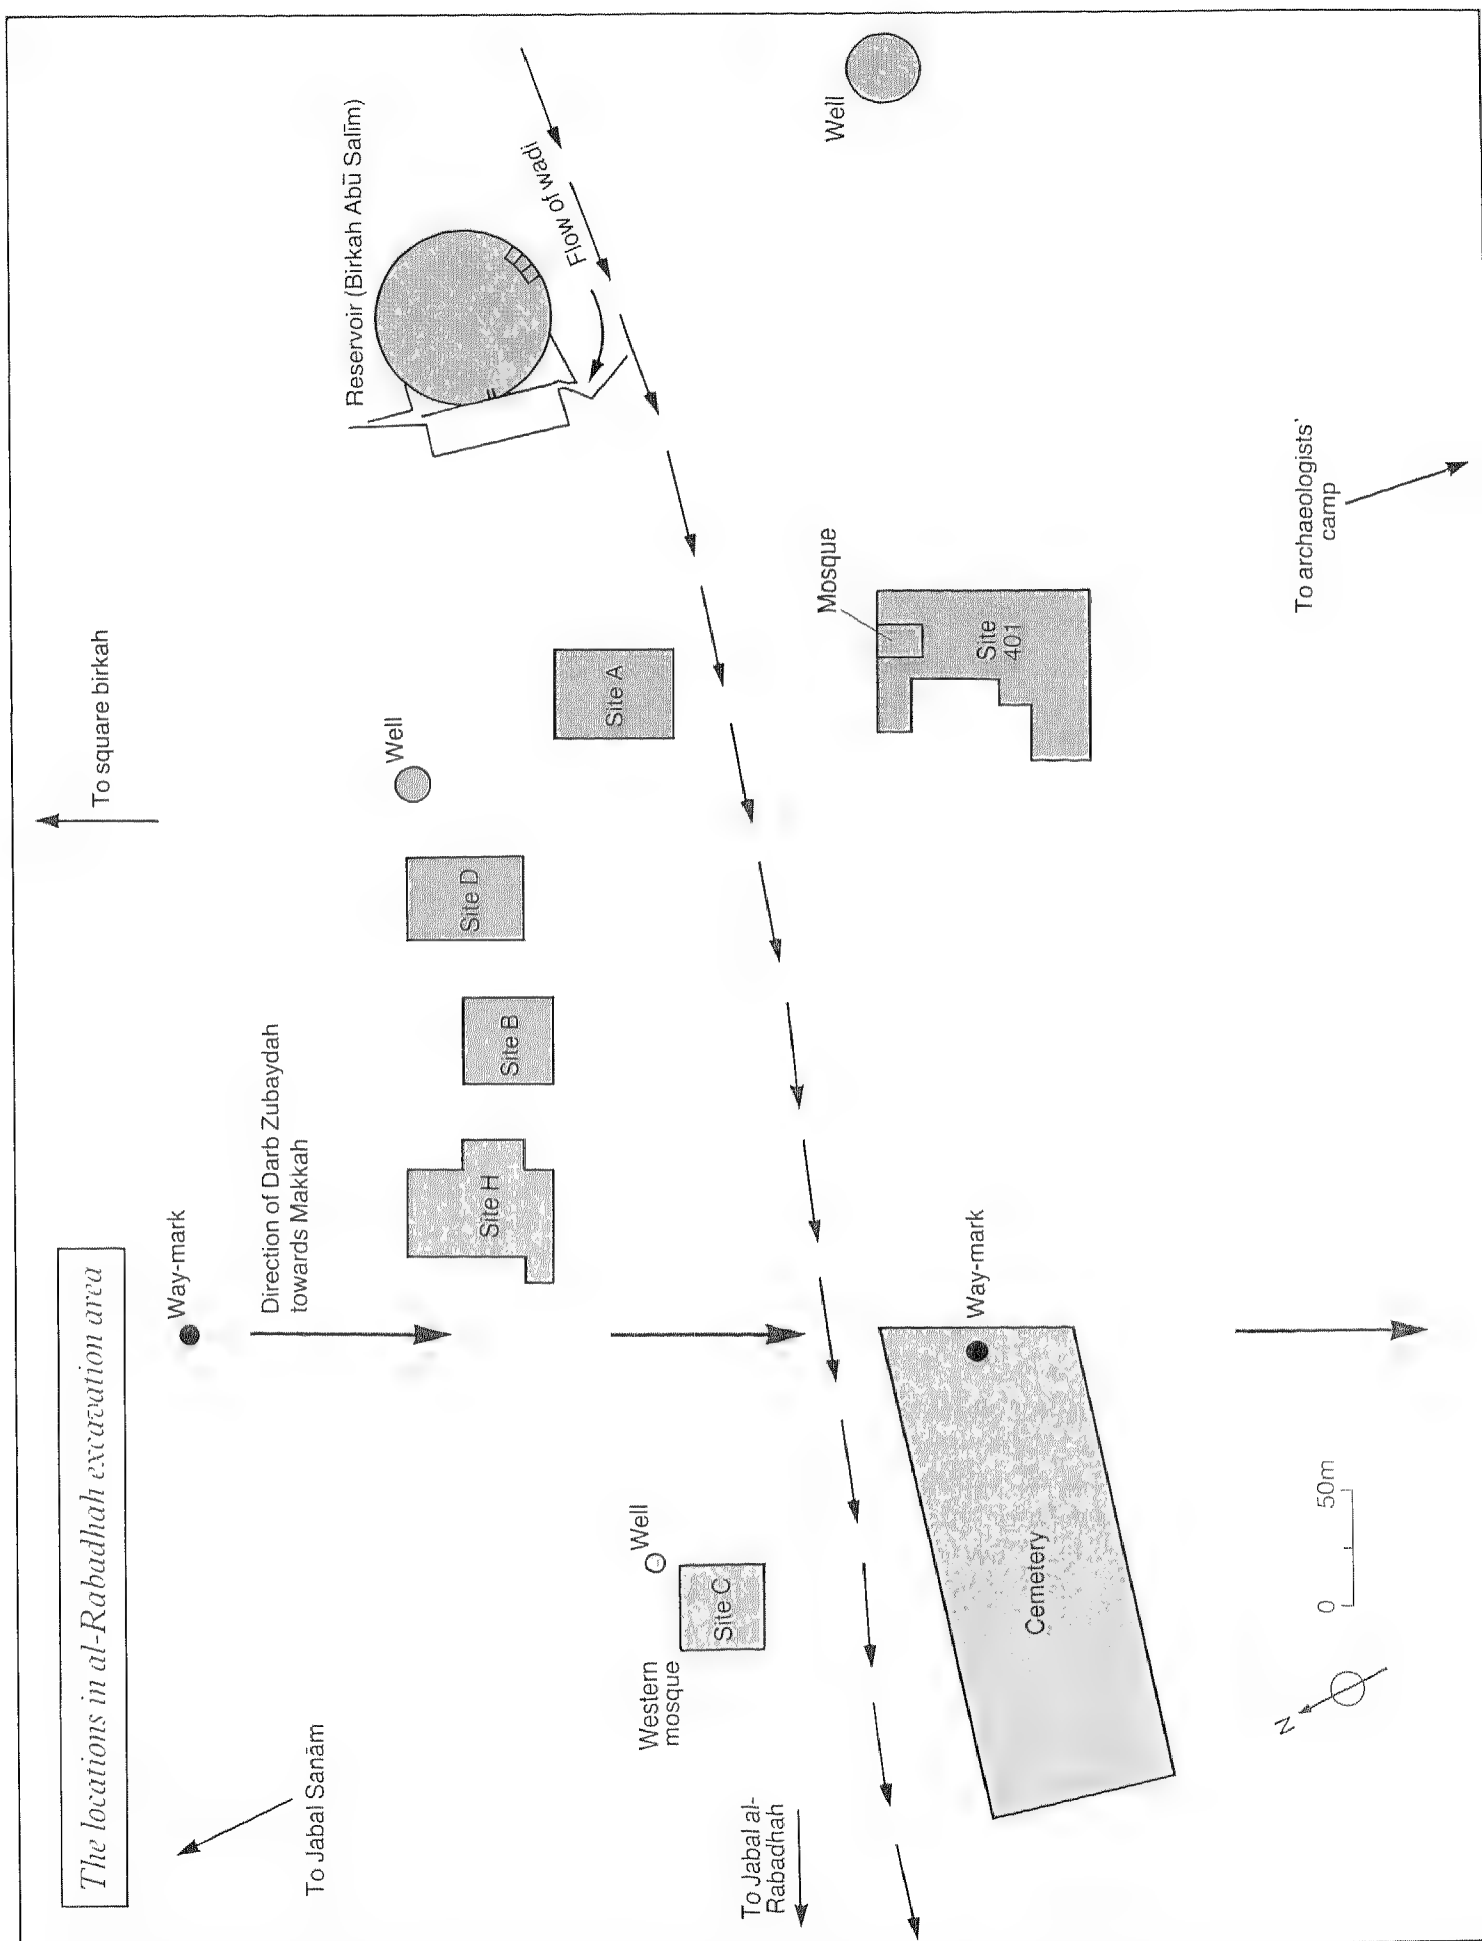 The locations in al-Rabadhah excavation area
To Jabal Sanām
Way-mark
Direction of Darb Zubaydah
towards Makkah
To square birkah
Reservoir (Birkah Abū Salīm)
Flow of wadi
Well
Well
Site H
Site B
Site D
Site A
Mosque
Site
401
Western
mosque
Well
Site C
To Jabal al-
Rabadhah
Way-mark
Cemetery
To archaeologists'
camp
N
0 50m